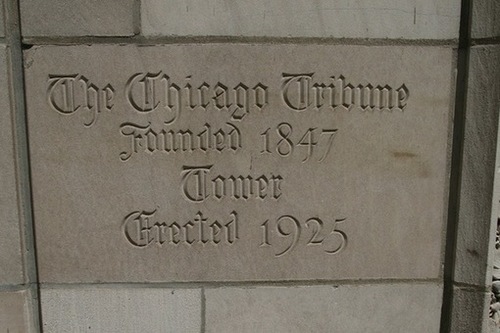 The Chicago Tribune
Founded 1847
Tower
Erected 1925